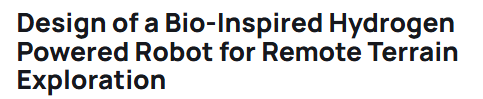 Design of a Bio-Inspired Hydrogen
Powered Robot for Remote Terrain
Exploration